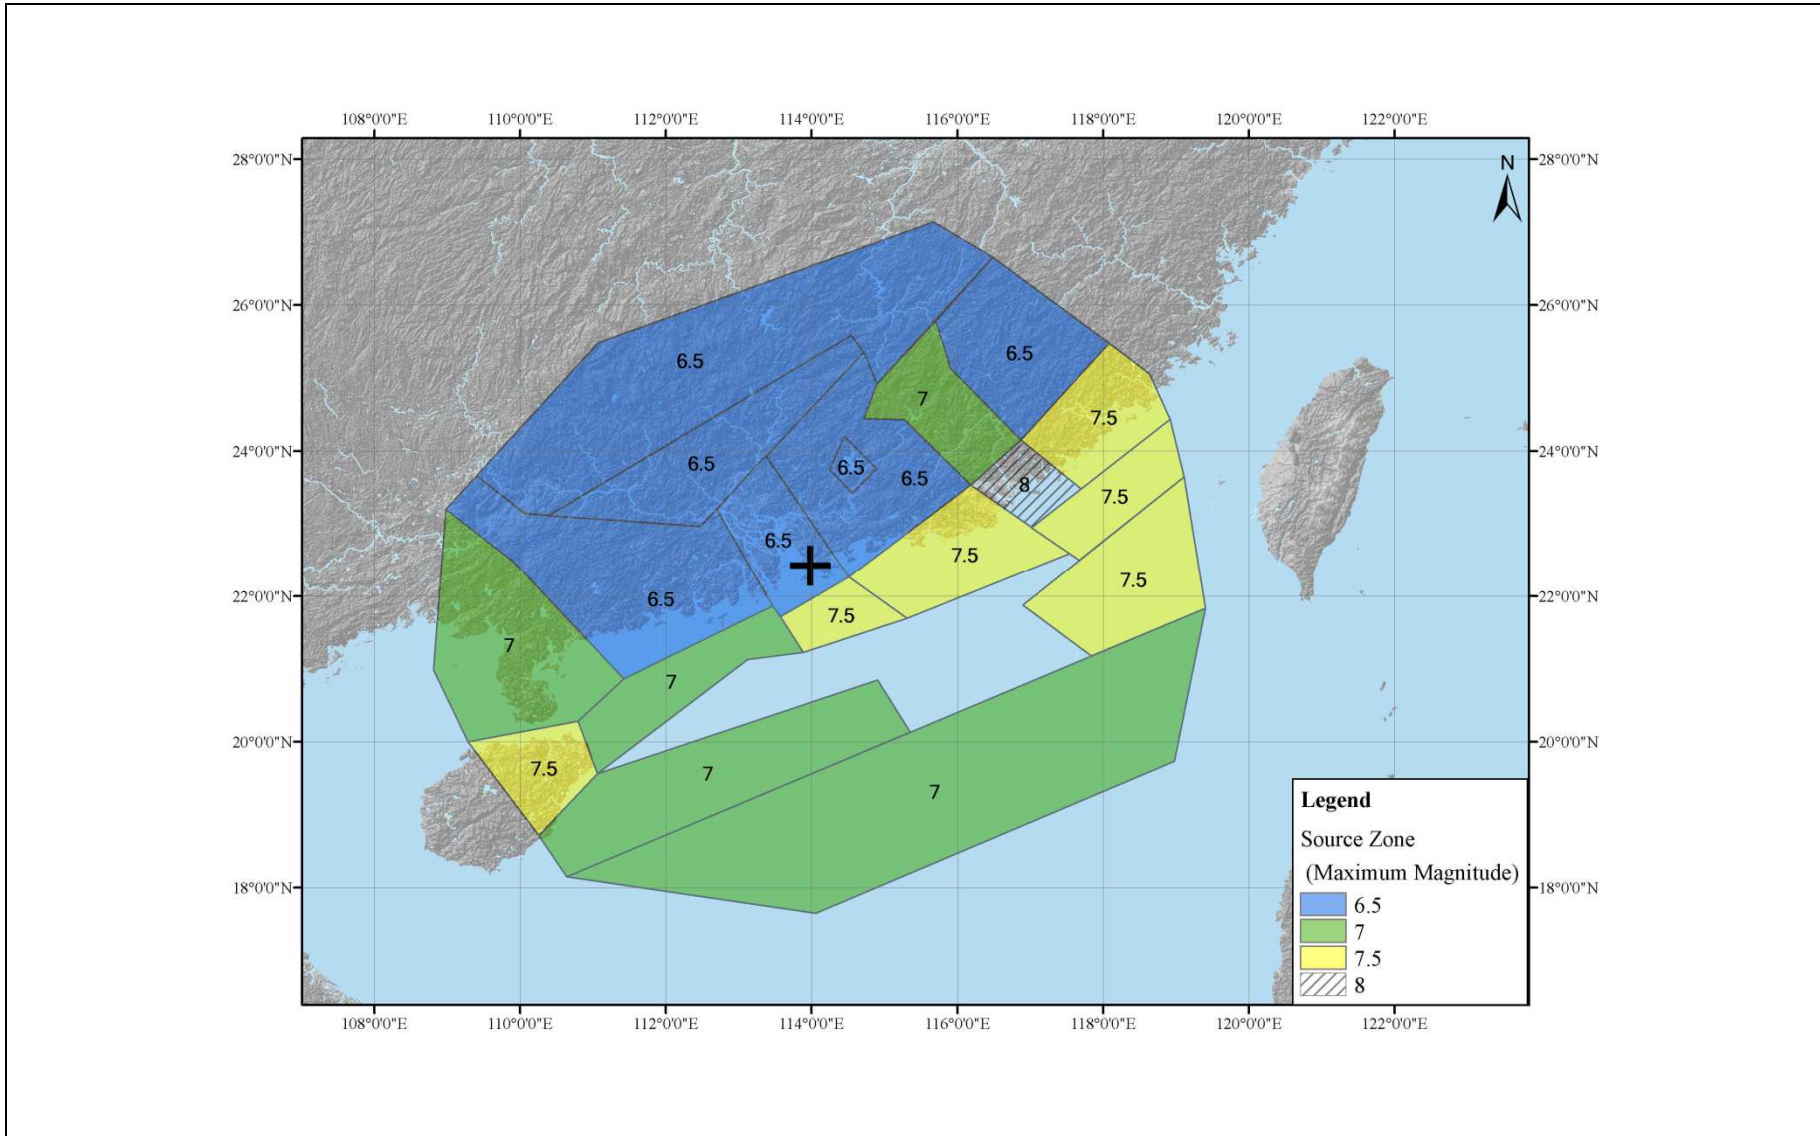 108°0'0"E 110°0'0"E 112°0'0"E 114°0'0"E 116°0'0"E 118°0'0"E 120°0'0"E 122°0'0"E
28°0'0"N 28°0'0"N
N
26°0'0"N 26°0'0"N
6.5 6.5
7
7.5
24°0'0"N 24°0'0"N
6.5 6.5 6.5 8 7.5
6.5 7.5
7.5
22°0'0"N 22°0'0"N
6.5 7.5
7
7
20°0'0"N 20°0'0"N
7.5 7 7
Legend
Source Zone
(Maximum Magnitude)
18°0'0"N 18°0'0"N
6.5
7
7.5
8
108°0'0"E 110°0'0"E 112°0'0"E 114°0'0"E 116°0'0"E 118°0'0"E 120°0'0"E 122°0'0"E